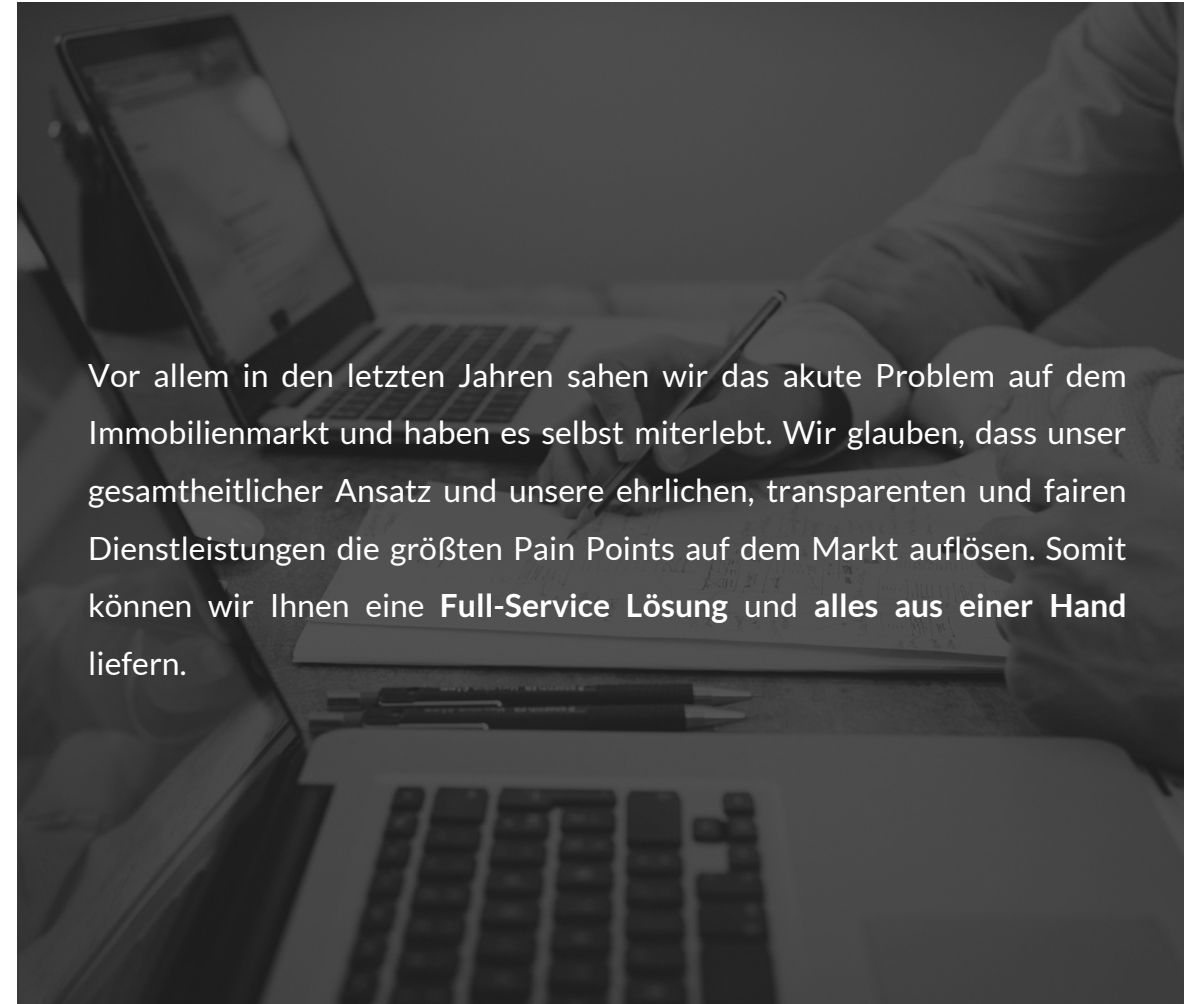 Vor allem in den letzten Jahren sahen wir das akute Problem auf dem
Immobilienmarkt und haben es selbst miterlebt. Wir glauben, dass unser
gesamtheitlicher Ansatz und unsere ehrlichen, transparenten und fairen
Dienstleistungen die größten Pain Points auf dem Markt auflösen. Somit
können wir Ihnen eine Full-Service Lösung und alles aus einer Hand
liefern.